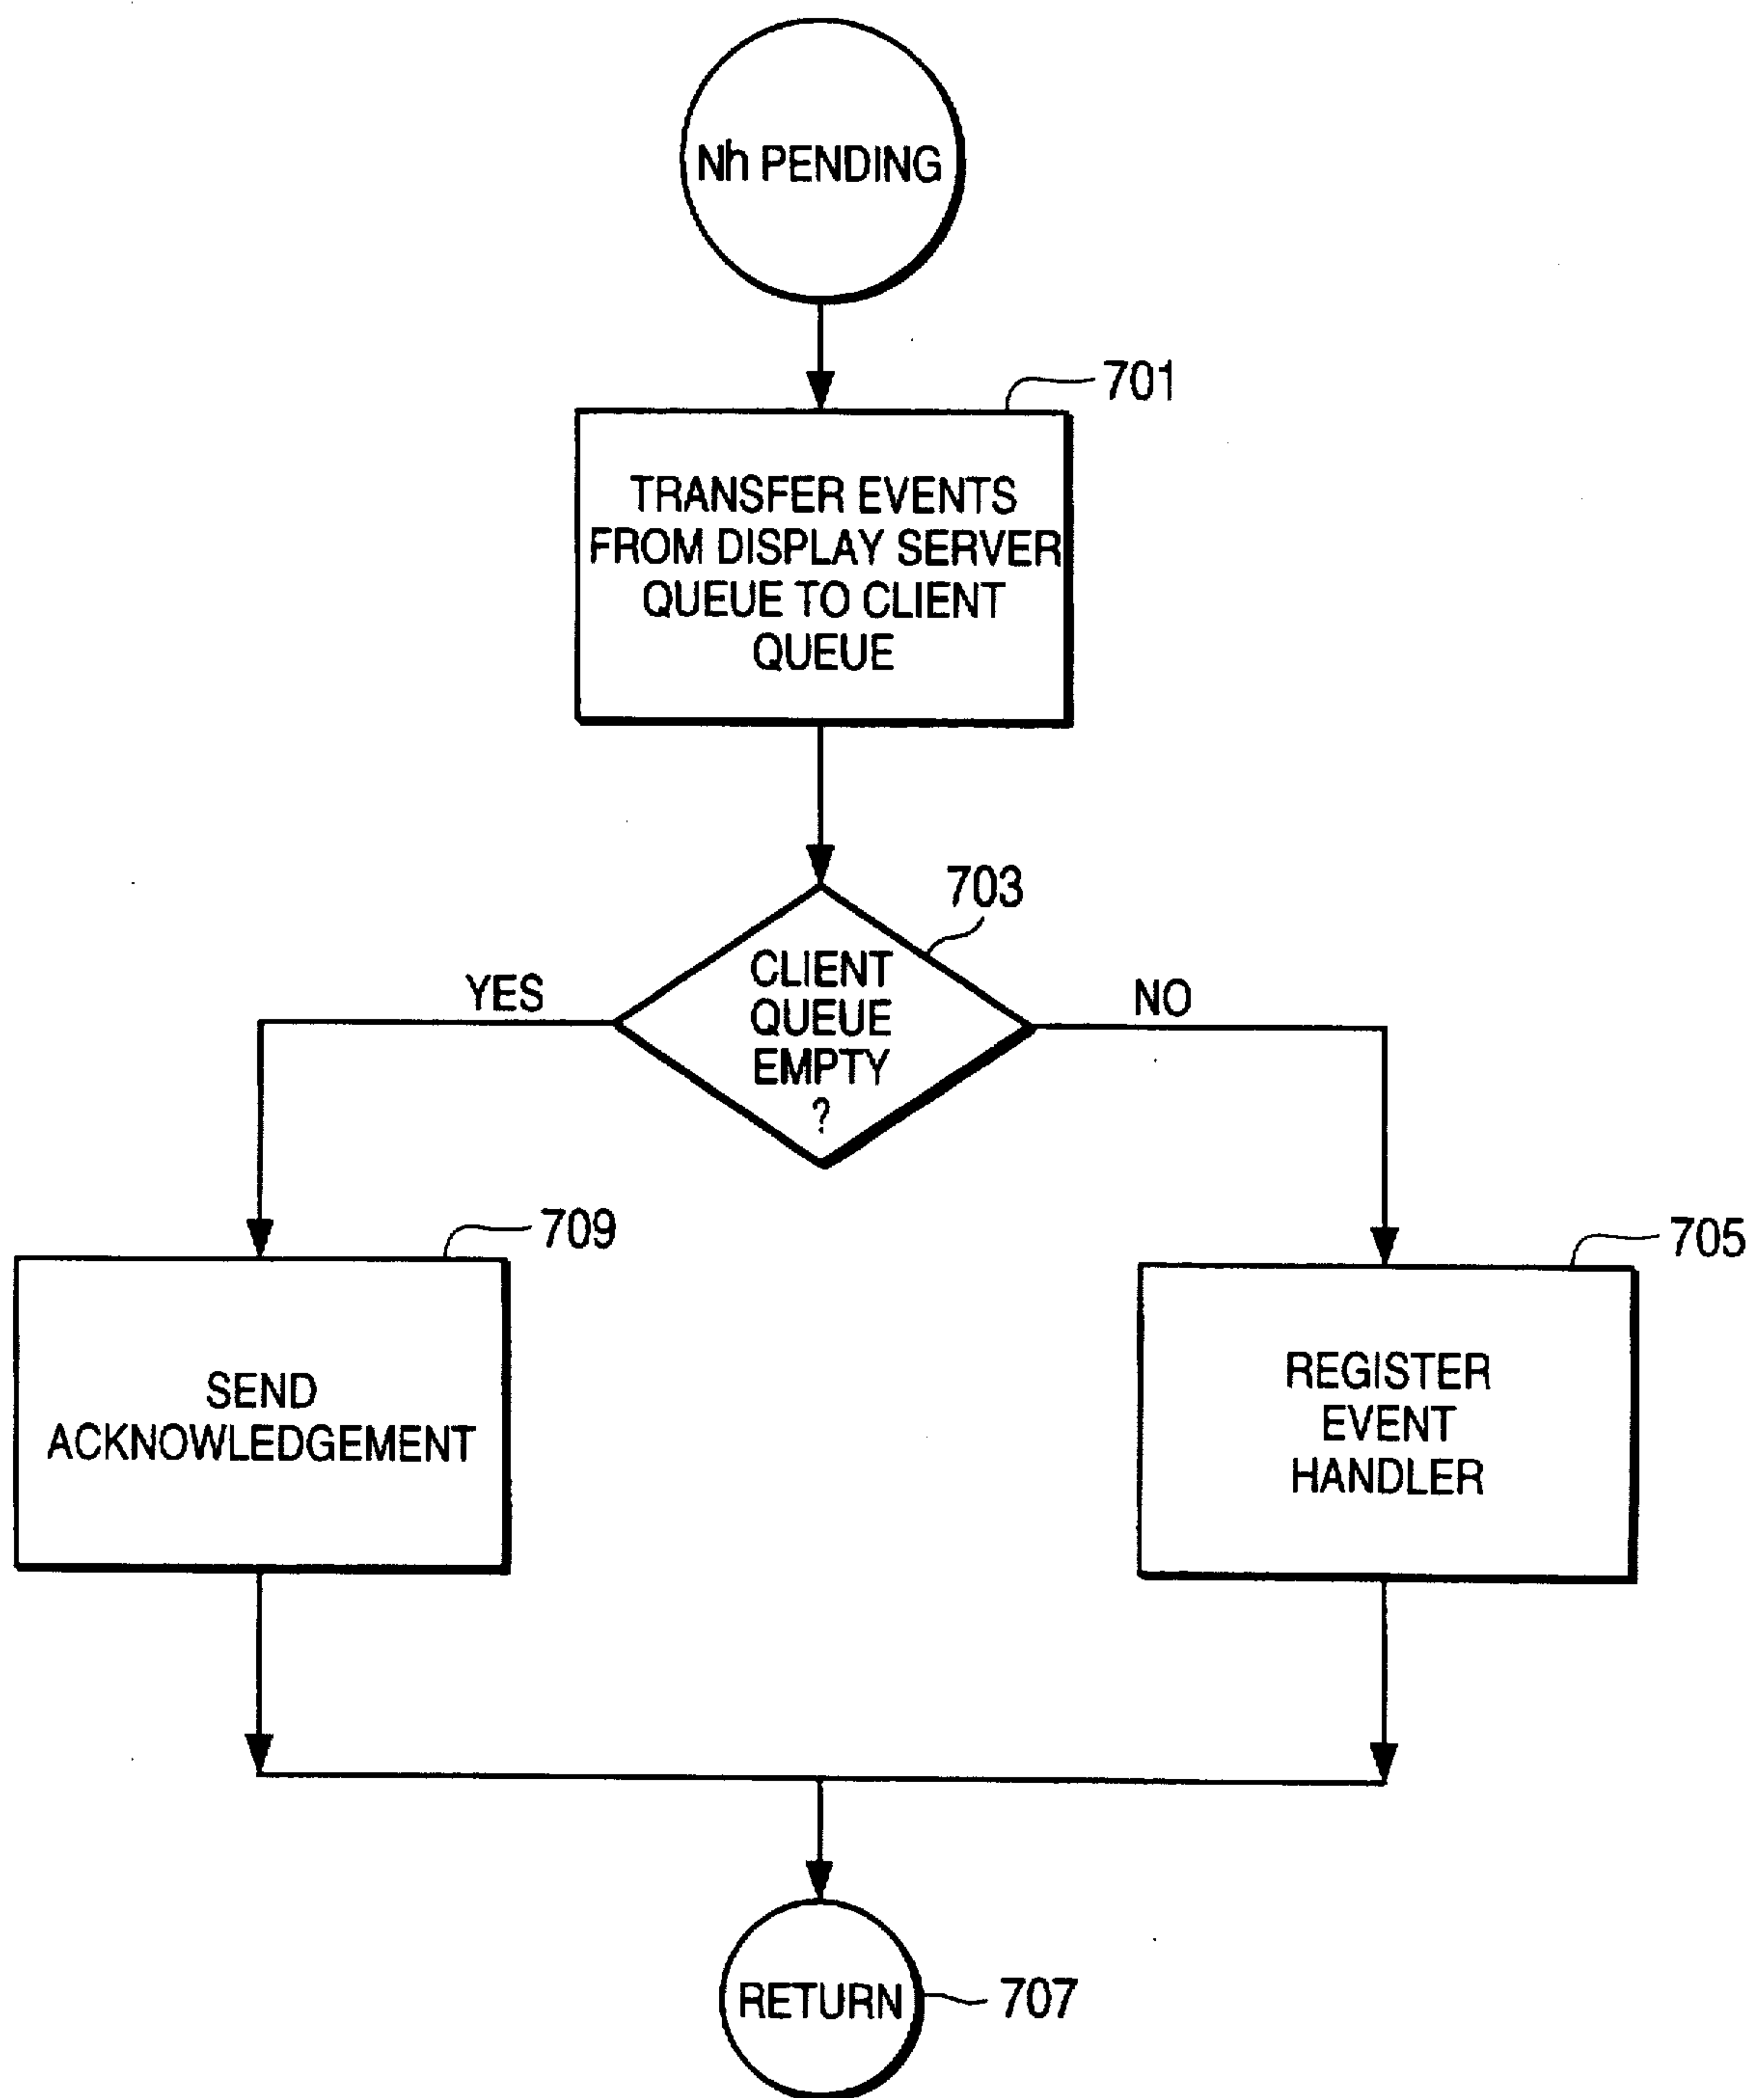 Nh PENDING
701
TRANSFER EVENTS
FROM DISPLAY SERVER
QUEUE TO CLIENT
QUEUE
703
CLIENT
QUEUE
EMPTY
?
YES
NO
709
705
SEND
ACKNOWLEDGEMENT
REGISTER
EVENT
HANDLER
RETURN
707